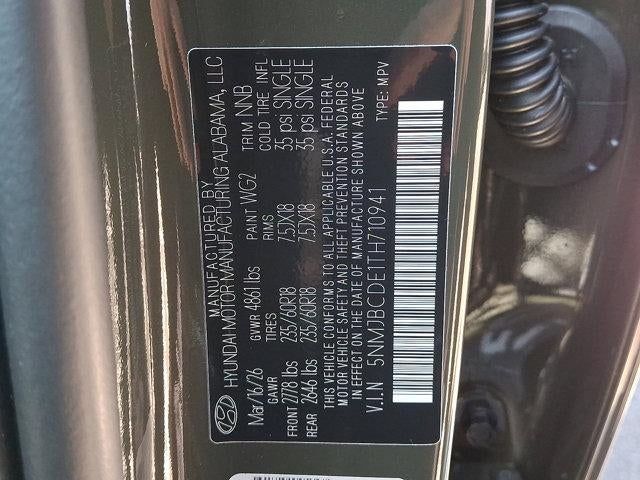 MANUFACTURED BY
HYUNDAI MOTOR MANUFACTURING ALABAMA, LLC
Mar/16/26 GVWR 4861 lbs PAINT WG2 TRIM NNB
GAWR TIRES RIMS COLD TIRE INFL
FRONT 2778 lbs 235/60R18 7.5JX18 35 psi SINGLE
REAR 2646 lbs 235/60R18 7.5JX18 35 psi SINGLE
THIS VEHICLE CONFORMS TO ALL APPLICABLE U.S.A. FEDERAL
MOTOR VEHICLE SAFETY AND THEFT PREVENTION STANDARDS
IN EFFECT ON THE DATE OF MANUFACTURE SHOWN ABOVE
V.I.N 5NMJBCDE1TH710941 TYPE: MPV